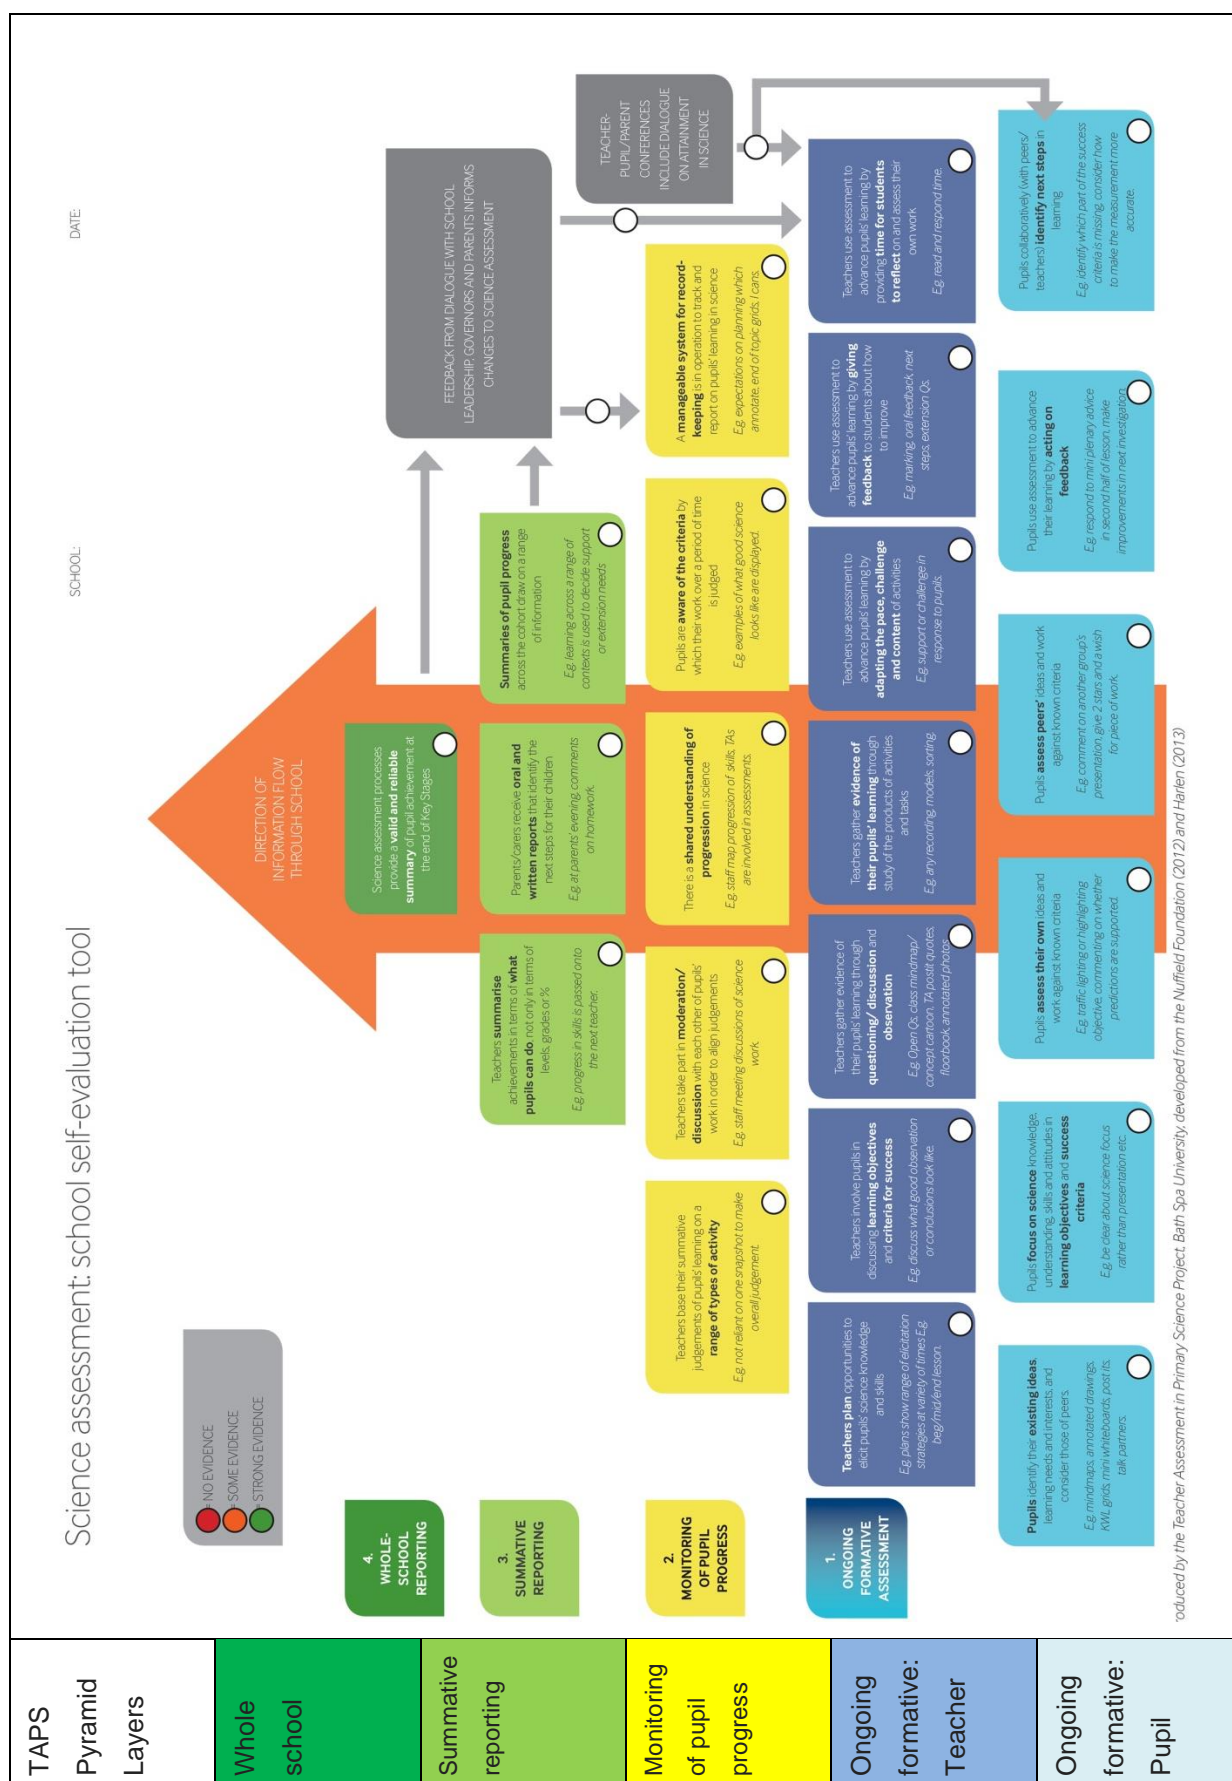 Science assessment: school self-evaluation tool
SCHOOL:
DATE:
= NO EVIDENCE
= SOME EVIDENCE
= STRONG EVIDENCE
DIRECTION OF
INFORMATION FLOW
THROUGH SCHOOL
4.
WHOLE-
SCHOOL
REPORTING
Science assessment processes
provide a valid and reliable
summary of pupil achievement at
the end of Key Stages
FEEDBACK FROM DIALOGUE WITH SCHOOL
LEADERSHIP, GOVERNORS AND PARENTS INFORMS
CHANGES TO SCIENCE ASSESSMENT
3.
SUMMATIVE
REPORTING
Teachers summarise
achievements in terms of what
pupils can do, not only in terms of
levels, grades or %
E.g. progress in skills is passed onto
the next teacher.
Parents/carers receive oral and
written reports that identify the
next steps for their children
E.g. at parents' evening, comments
on homework.
Summaries of pupil progress
across the cohort draw on a range
of information
E.g. learning across a range of
contexts is used to decide support
or extension needs
TEACHER-
PUPIL/PARENT
CONFERENCES
INCLUDE DIALOGUE
ON ATTAINMENT
IN SCIENCE
2.
MONITORING
OF PUPIL
PROGRESS
Teachers base their summative
judgements of pupils' learning on a
range of types of activity
E.g. not reliant on one snapshot to make
overall judgement.
Teachers take part in moderation/
discussion with each other of pupils'
work in order to align judgements
E.g. staff meeting discussions of science
work
There is a shared understanding of
progression in science
E.g. staff map progression of skills, TAs
are involved in assessments.
Pupils are aware of the criteria by
which their work over a period of time
is judged
E.g. examples of what good science
looks like are displayed.
A manageable system for record-
keeping is in operation to track and
report on pupils' learning in science
E.g. expectations on planning which
annotate, end of topic grids, I cans.
1.
ONGOING
FORMATIVE
ASSESSMENT
Teachers plan opportunities to
elicit pupils' science knowledge
and skills
E.g. plans show range of elicitation
strategies at variety of times E.g.
beg/mid/end lesson.
Teachers involve pupils in
discussing learning objectives
and criteria for success
E.g. discuss what good observation
or conclusions look like.
Teachers gather evidence of
their pupils' learning through
questioning/ discussion and
observation
E.g. Open Qs, class mindmap/
concept cartoon, TA postit quotes,
floorbook, annotated photos
Teachers gather evidence of
their pupils' learning through
study of the products of activities
and tasks
E.g. any recording, models, sorting.
Teachers use assessment to
advance pupils' learning by
adapting the pace, challenge
and content of activities
E.g. support or challenge in
response to pupils.
Teachers use assessment to
advance pupils' learning by giving
feedback to students about how
to improve
E.g. marking, oral feedback, next
steps, extension Qs.
Teachers use assessment to
advance pupils' learning by
providing time for students
to reflect on and assess their
own work
E.g. read and respond time.
Pupils identify their existing ideas,
learning needs and interests, and
consider those of peers.
E.g. mindmaps, annotated drawings,
KWL grids, mini whiteboards, post its,
talk partners.
Pupils focus on science knowledge,
understanding, skills and attitudes in
learning objectives and success
criteria
E.g. be clear about science focus
rather than presentation etc.
Pupils assess their own ideas and
work against known criteria
E.g. traffic lighting or highlighting
objective, commenting on whether
predictions are supported.
Pupils assess peers' ideas and work
against known criteria
E.g. comment on another group's
presentation, give 2 stars and a wish
for piece of work.
Pupils use assessment to advance
their learning by acting on
feedback
E.g. respond to mini plenary advice
in second half of lesson, make
improvements in next investigation.
Pupils collaboratively (with peers/
teachers) identify next steps in
learning
E.g. identify which part of the success
criteria is missing, consider how
to make the measurement more
accurate.
oduced by the Teacher Assessment in Primary Science Project, Bath Spa University, developed from the Nuffield Foundation (2012) and Harlen (2013)
TAPS
Pyramid
Layers
Whole
school
Summative
reporting
Monitoring
of pupil
progress
Ongoing
formative:
Teacher
Ongoing
formative:
Pupil